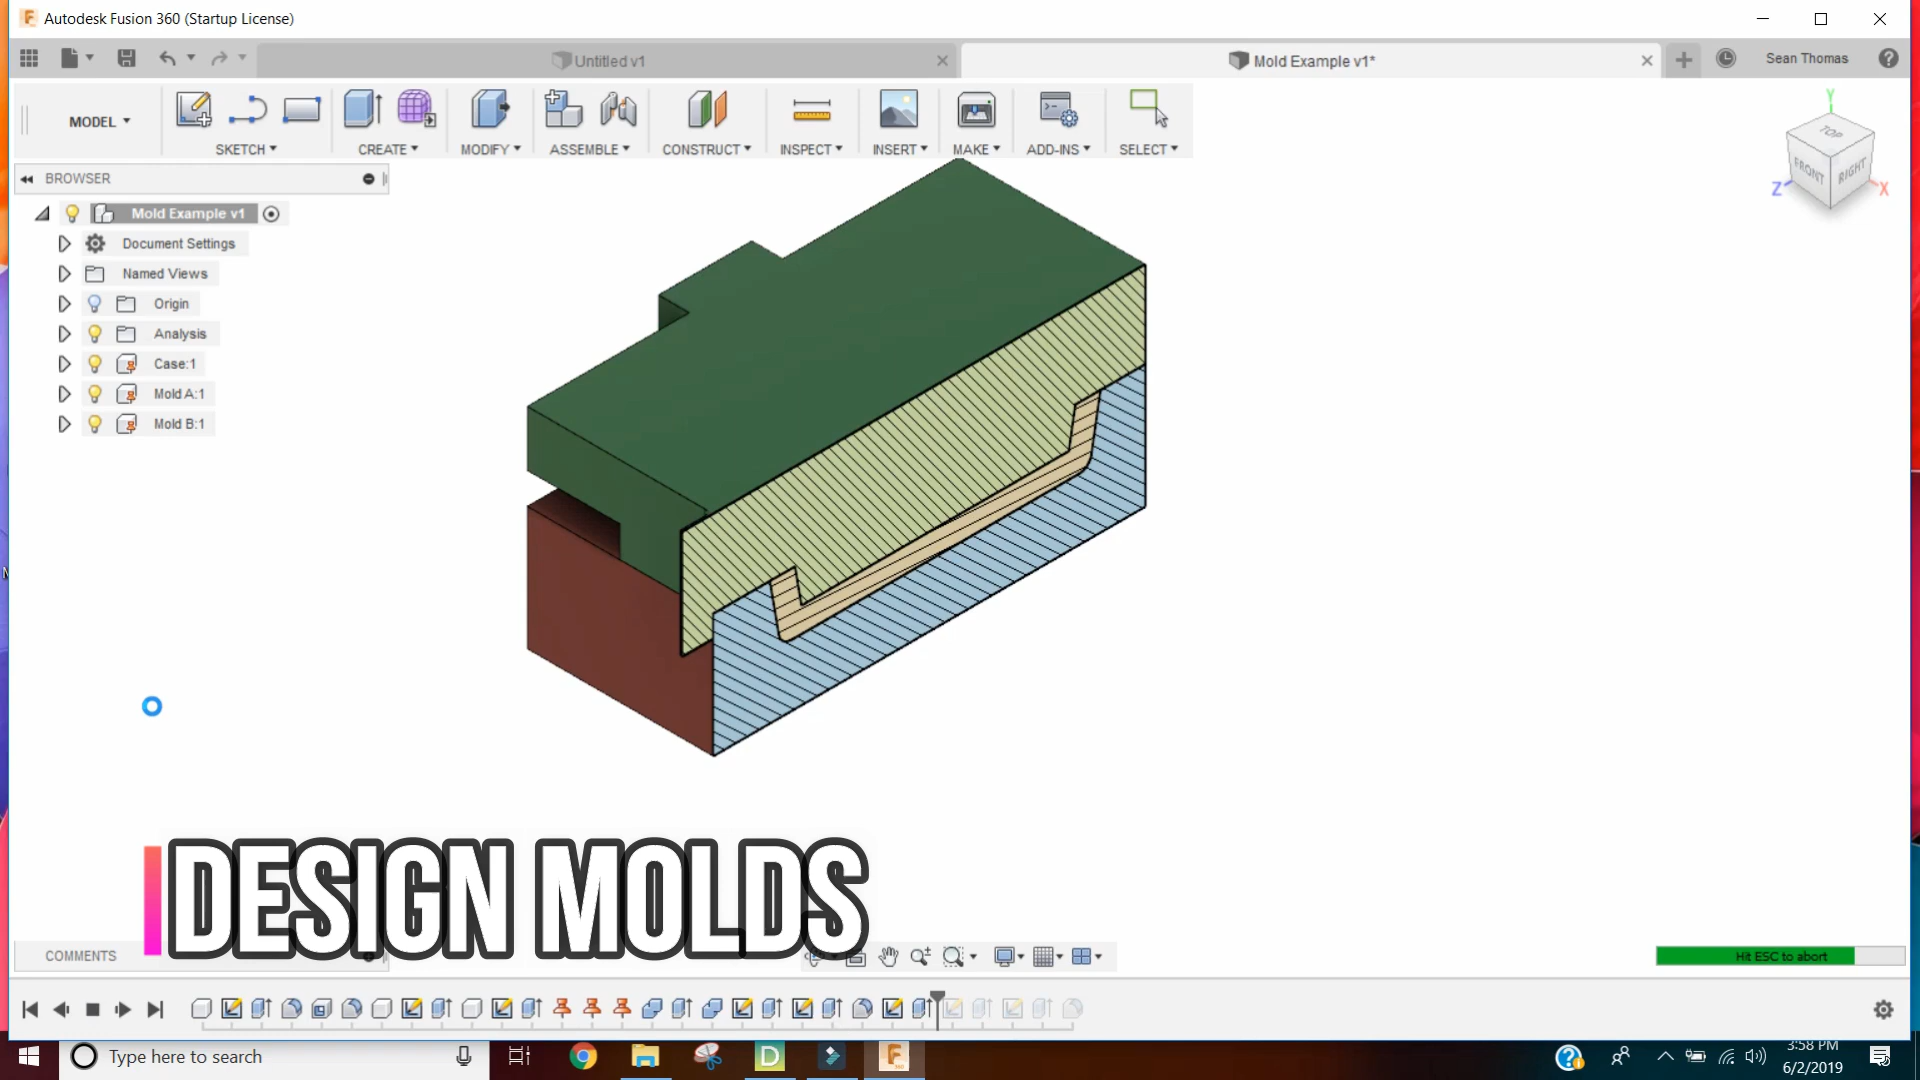 Autodesk Fusion 360 (Startup License)
Untitled v1
Mold Example v1*
Sean Thomas
MODEL
SKETCH
CREATE
MODIFY
ASSEMBLE
CONSTRUCT
INSPECT
INSERT
MAKE
ADD-INS
SELECT
Y
TOP
FRONT
RIGHT
Z
X
BROWSER
Mold Example v1
Document Settings
Named Views
Origin
Analysis
Case:1
Mold A:1
Mold B:1
DESIGN MOLDS
COMMENTS
Hit ESC to abort
Type here to search
3:58 PM
6/2/2019